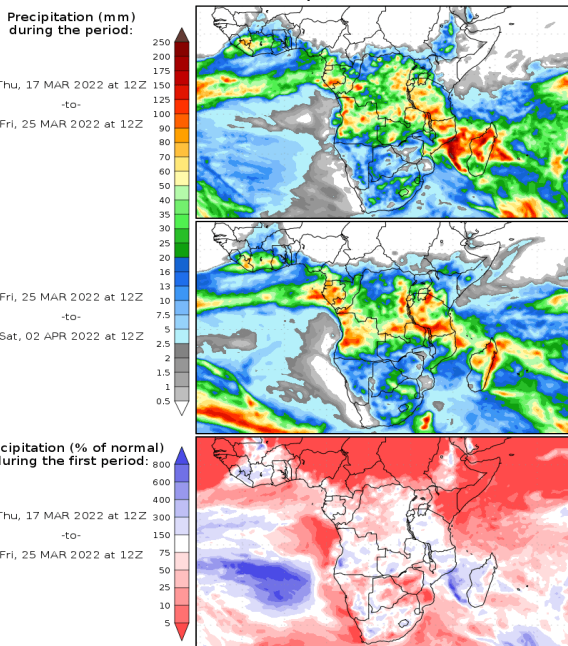 Precipitation (mm)
during the period:
250
200
175
150
125
100
90
80
70
60
50
40
35
30
25
20
16
13
10
7.5
5
2.5
2
1.5
1
0.5
Thu, 17 MAR 2022 at 12Z
-to-
Fri, 25 MAR 2022 at 12Z
Fri, 25 MAR 2022 at 12Z
-to-
Sat, 02 APR 2022 at 12Z
cipitation (% of normal)
during the first period:
800
600
400
300
150
75
50
25
10
5
Thu, 17 MAR 2022 at 12Z
-to-
Fri, 25 MAR 2022 at 12Z